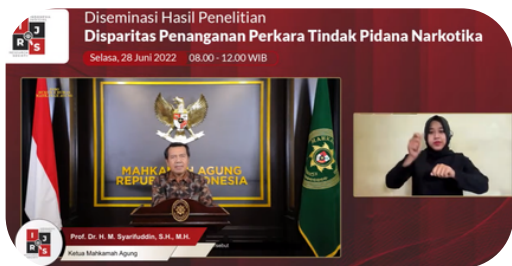 I J
R S
Diseminasi Hasil Penelitian
Disparitas Penanganan Perkara Tindak Pidana Narkotika
Selasa, 28 Juni 2022 08.00 - 12.00 WIB
MAHKAMAH AGUNG
REPUBLIK INDONESIA
Prof. Dr. H. M. Syarifuddin, S.H., M.H.
Ketua Mahkamah Agung
I J
R S